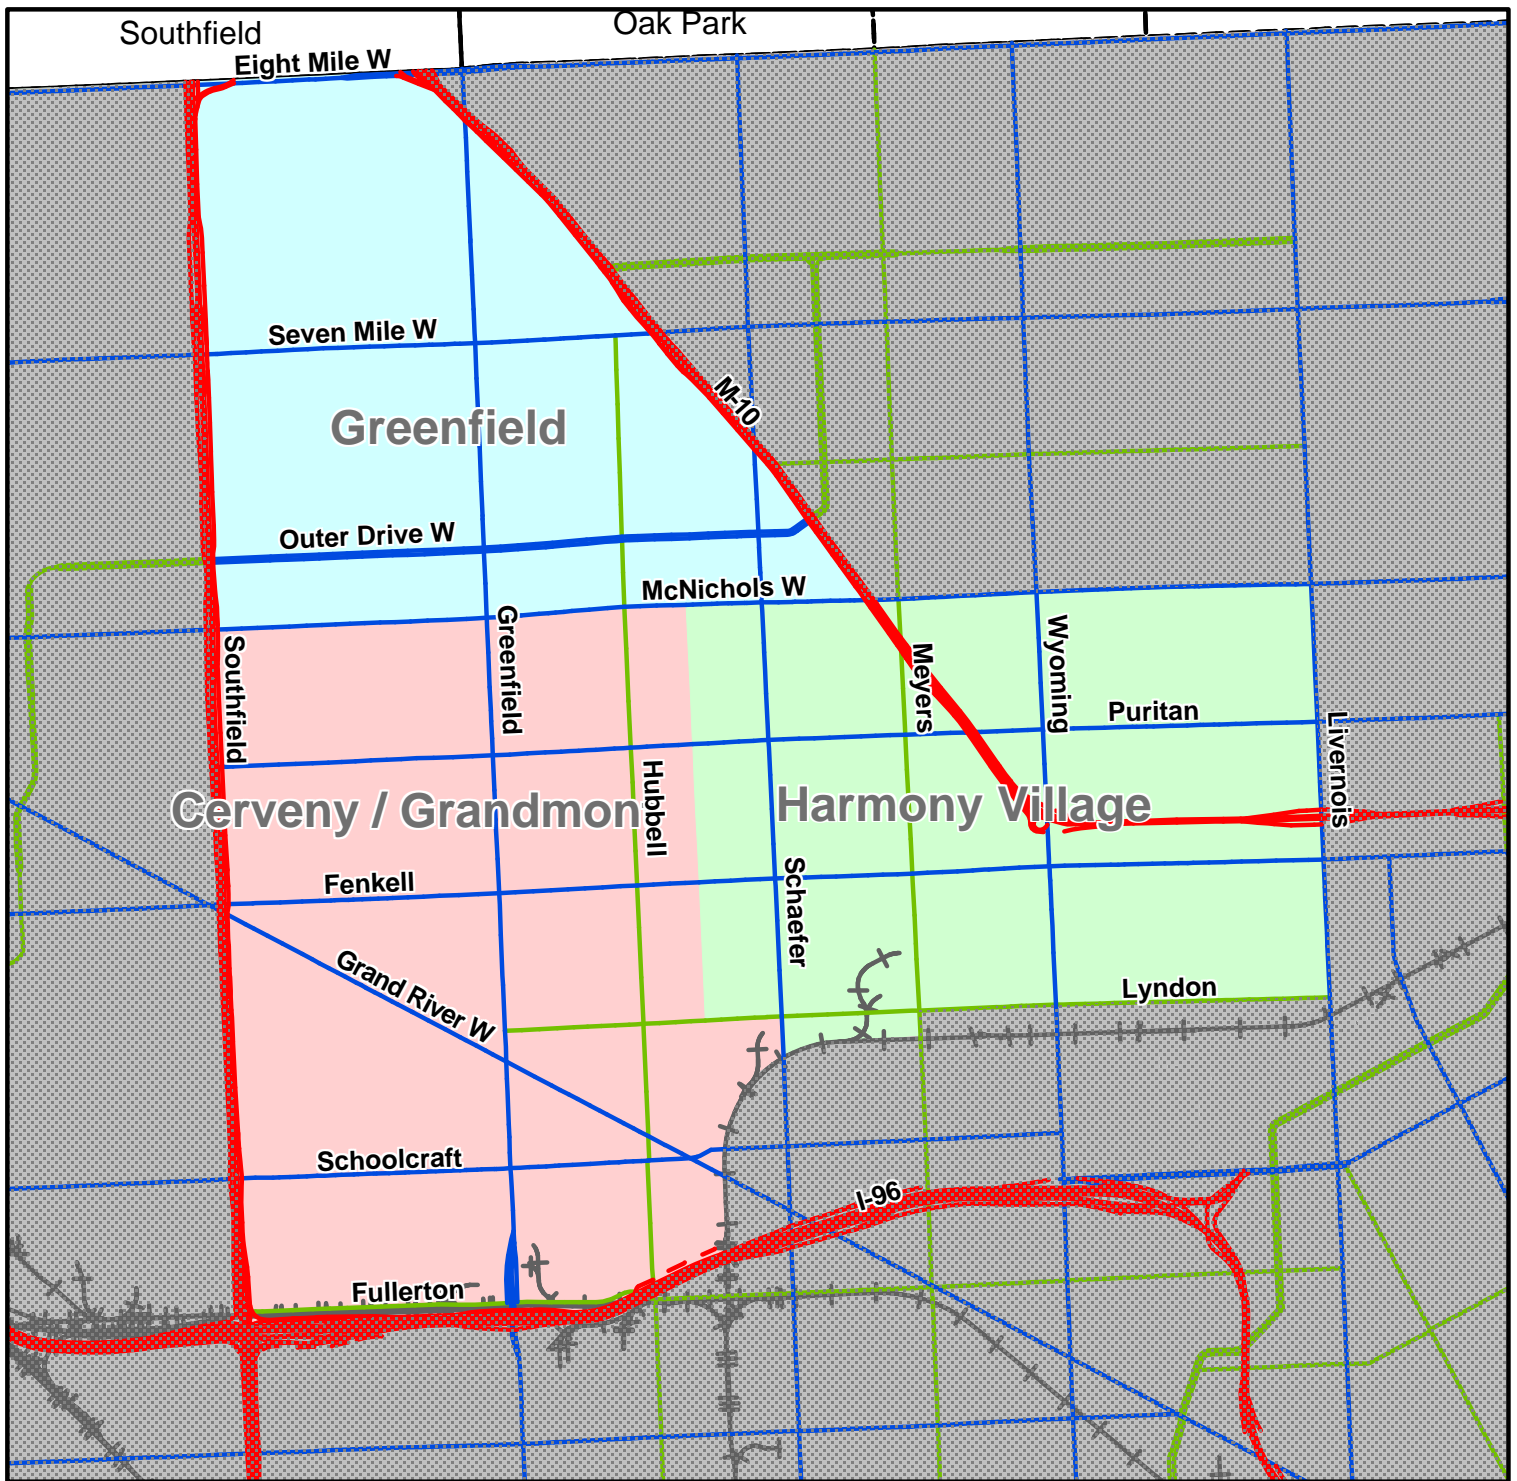 Southfield
Oak Park
Eight Mile W
Seven Mile W
M-10
Greenfield
Outer Drive W
McNichols W
Southfield
Greenfield
Meyers
Wyoming
Puritan
Livernois
Hubbell
Cerveny / Grandmon
Harmony Village
Schaefer
Fenkell
Grand River W
Lyndon
Schoolcraft
I-96
Fullerton